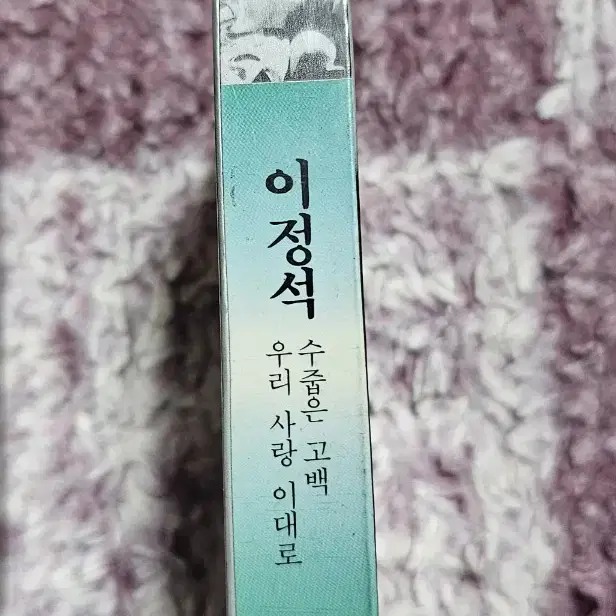 이정석
수줍은 고백
우리 사랑 이대로